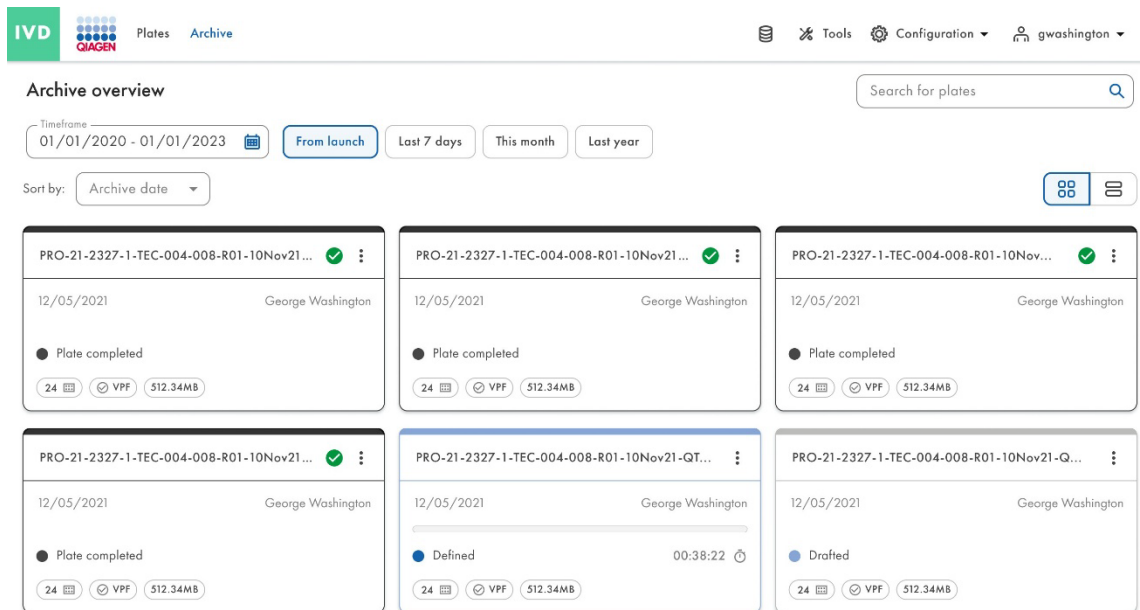 IVD QIAGEN Plates Archive Tools Configuration gwashington
Archive overview Search for plates
Timeframe
01/01/2020 - 01/01/2023 From launch Last 7 days This month Last year
Sort by: Archive date
PRO-21-2327-1-TEC-004-008-R01-10Nov21... PRO-21-2327-1-TEC-004-008-R01-10Nov21... PRO-21-2327-1-TEC-004-008-R01-10Nov...
12/05/2021 George Washington 12/05/2021 George Washington 12/05/2021 George Washington
Plate completed Plate completed Plate completed
24 VPF 512.34MB 24 VPF 512.34MB 24 VPF 512.34MB
PRO-21-2327-1-TEC-004-008-R01-10Nov21... PRO-21-2327-1-TEC-004-008-R01-10Nov21-QT... PRO-21-2327-1-TEC-004-008-R01-10Nov21-Q...
12/05/2021 George Washington 12/05/2021 George Washington 12/05/2021 George Washington
Plate completed Defined 00:38:22 Drafted
24 VPF 512.34MB 24 VPF 512.34MB 24 VPF 512.34MB